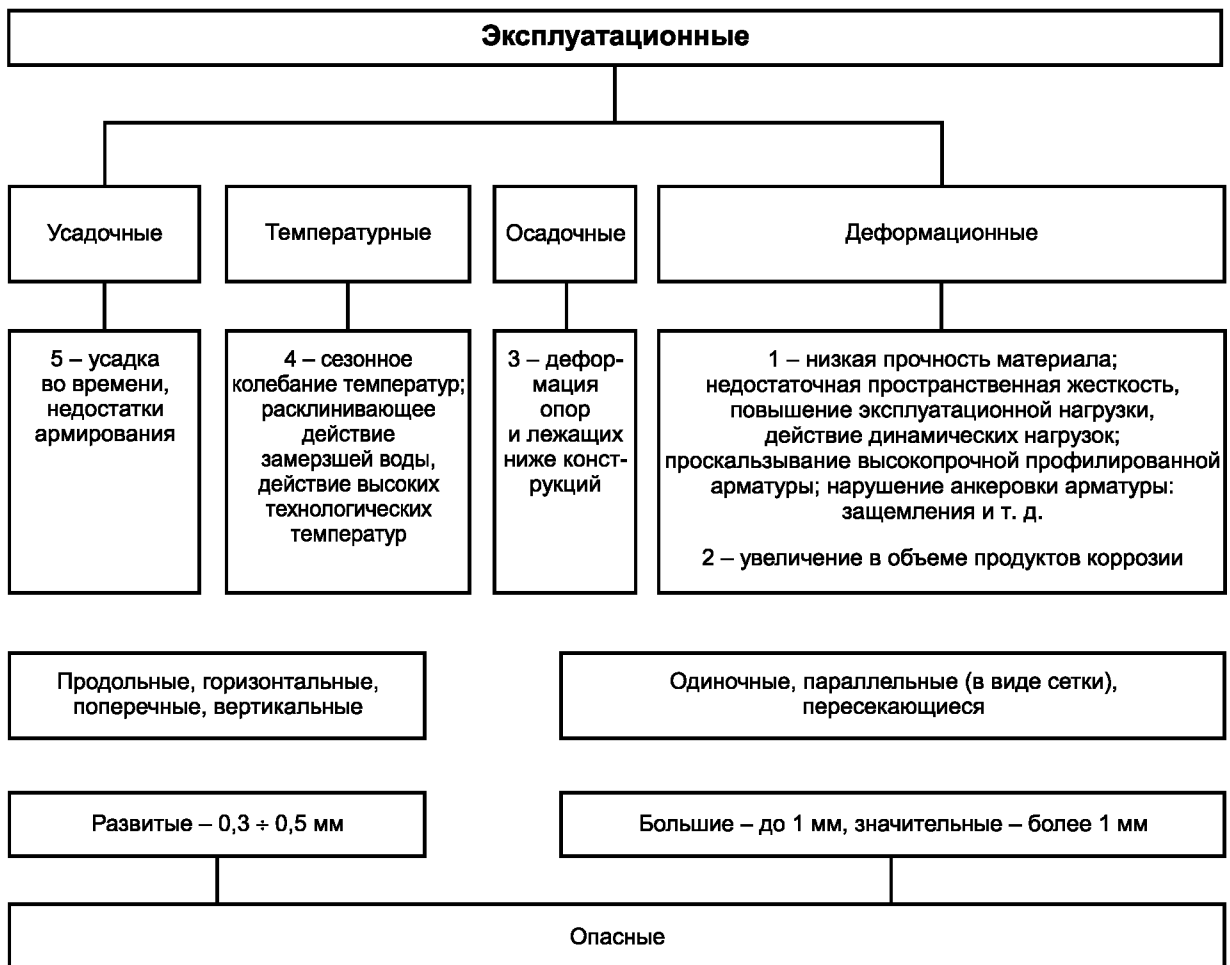 Эксплуатационные
Усадочные
Температурные
Осадочные
Деформационные
5 – усадка
во времени,
недостатки
армирования
4 – сезонное
колебание температур;
расклинивающее
действие
замерзшей воды,
действие высоких
технологических
температур
3 – дефор-
мация
опор
и лежащих
ниже конст-
рукций
1 – низкая прочность материала;
недостаточная пространственная жесткость,
повышение эксплуатационной нагрузки,
действие динамических нагрузок;
проскальзывание высокопрочной профилированной
арматуры; нарушение анкеровки арматуры:
защемления и т. д.
2 – увеличение в объеме продуктов коррозии
Продольные, горизонтальные,
поперечные, вертикальные
Одиночные, параллельные (в виде сетки),
пересекающиеся
Развитые – 0,3 ÷ 0,5 мм
Большие – до 1 мм, значительные – более 1 мм
Опасные